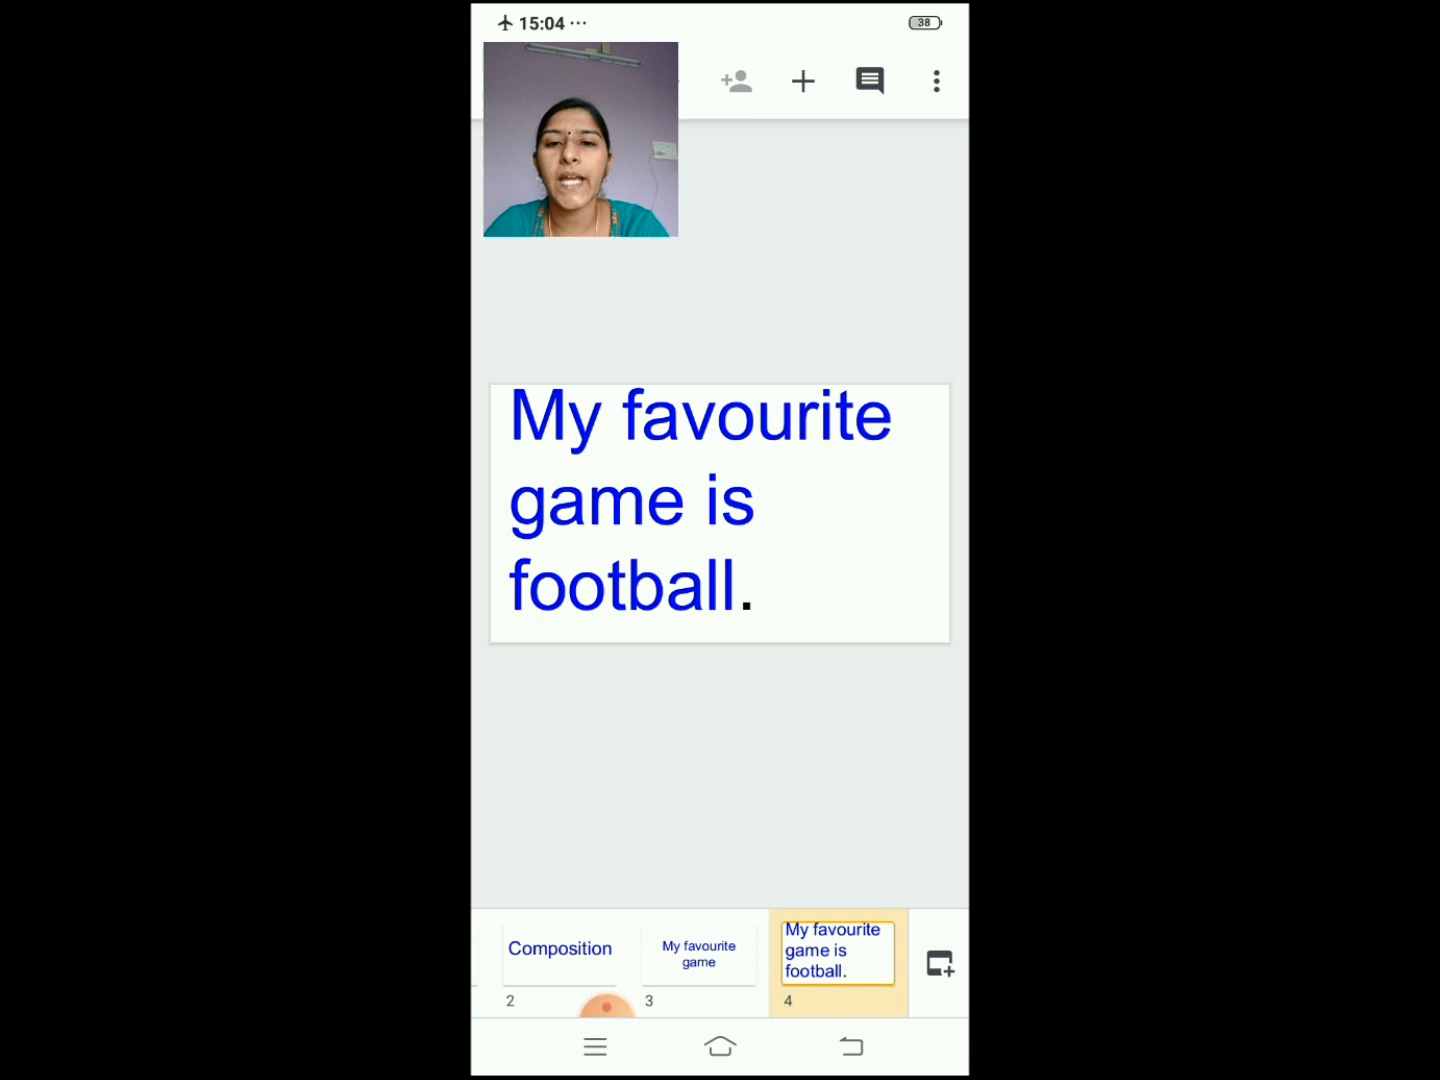 15:04 ...
38
My favourite
game is
football.
Composition
2
My favourite
game
3
My favourite
game is
football.
4